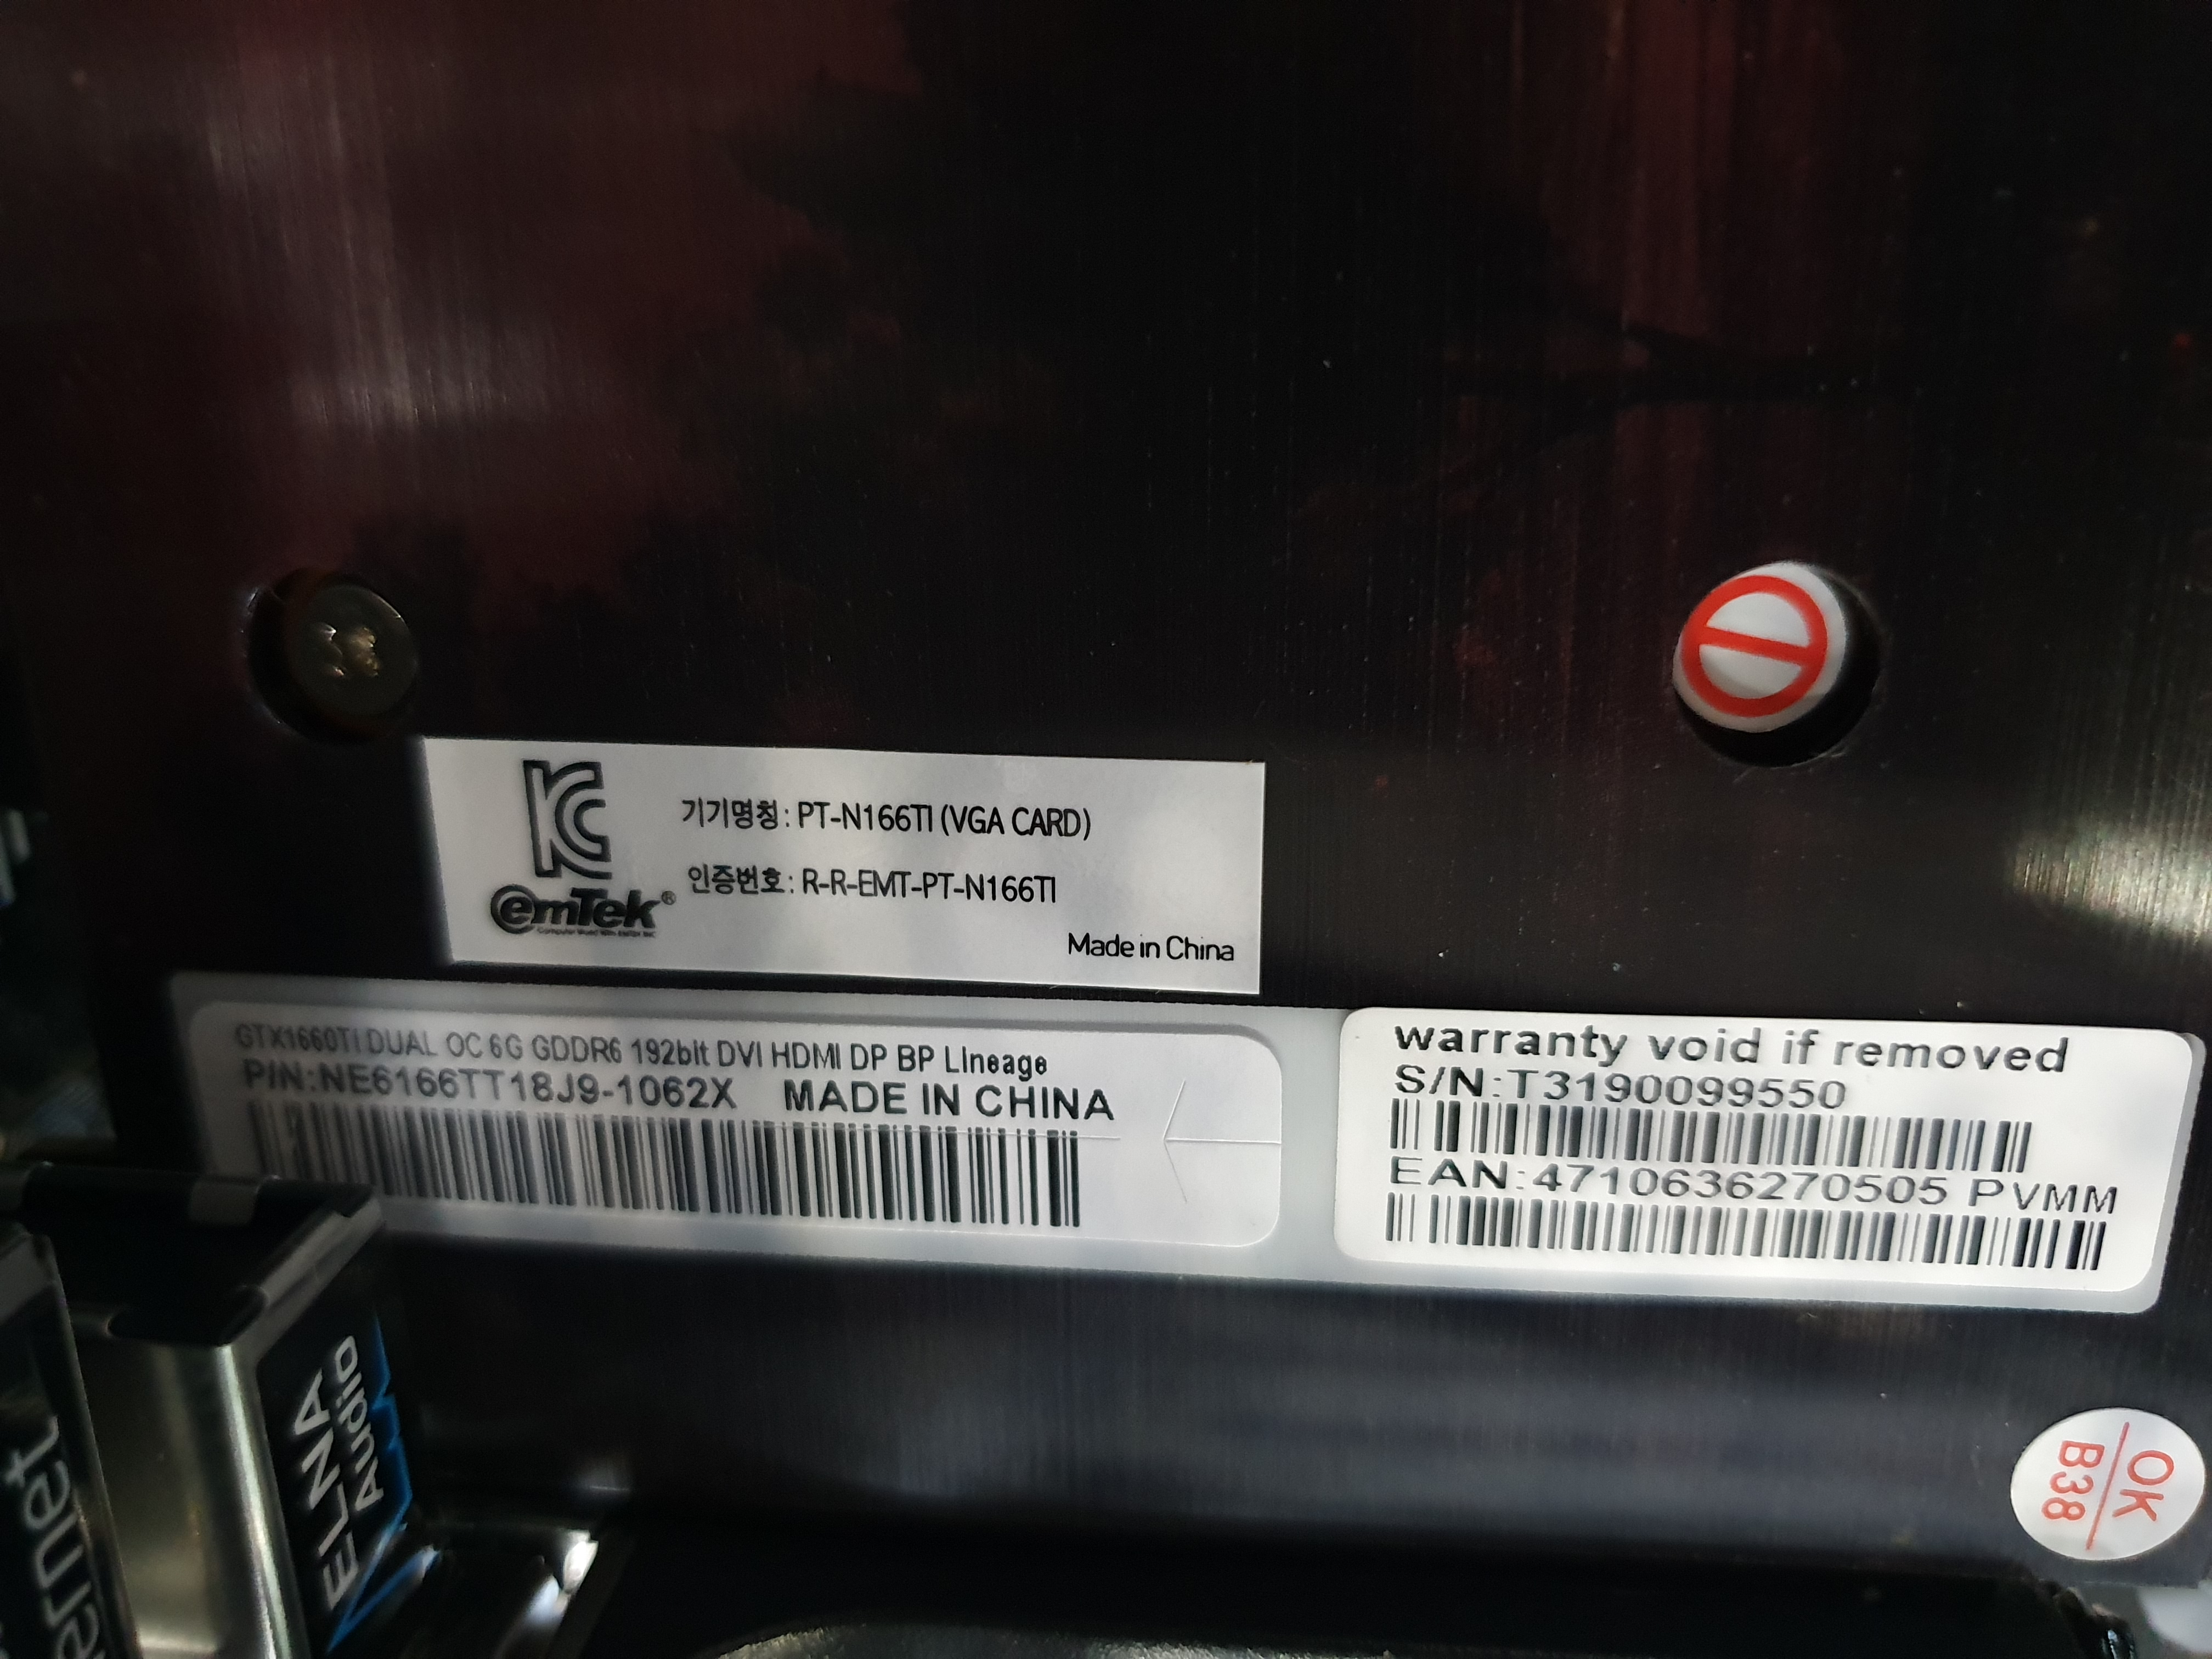 기기명칭: PT-N166TI (VGA CARD)
인증번호: R-R-EMT-PT-N166TI
emTek®
Made in China
GTX1660TI DUAL OC 6G GDDR6 192bit DVI HDMI DP BP Lineage
P/N:NE6166TT18J9-1062X MADE IN CHINA
warranty void if removed
S/N:T3190099550
EAN:4710636270505 PVMM
ELNA
Audio
OK
B38